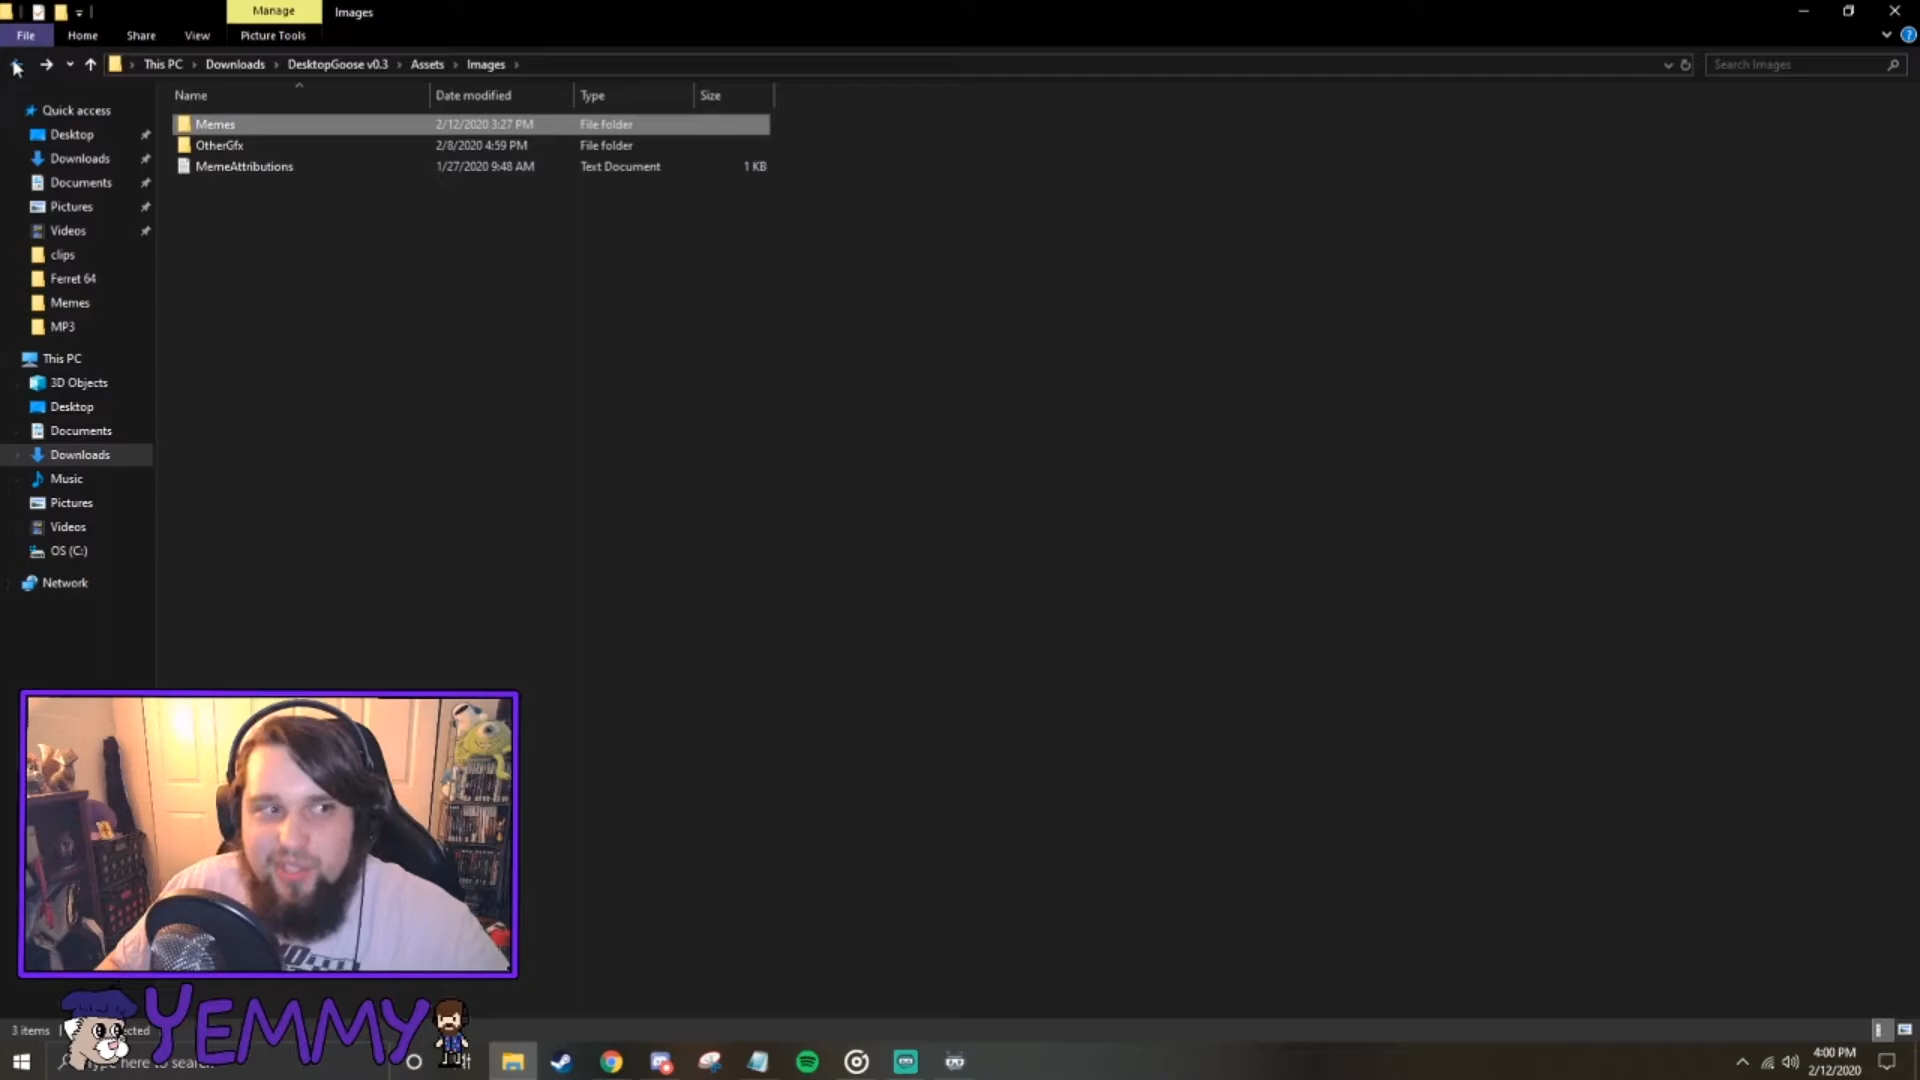 Manage
Images
File
Home
Share
View
Picture Tools
This PC
Downloads
DesktopGoose v0.3
Assets
Images
Search Images
Name
Date modified
Type
Size
Memes
2/12/2020 3:27 PM
File folder
OtherGfx
2/8/2020 4:59 PM
File folder
MemeAttributions
1/27/2020 9:48 AM
Text Document
1 KB
Quick access
Desktop
Downloads
Documents
Pictures
Videos
clips
Ferret 64
Memes
MP3
This PC
3D Objects
Desktop
Documents
Downloads
Music
Pictures
Videos
OS (C:)
Network
3 items
YEMMY
here to
4:00 PM
2/12/2020